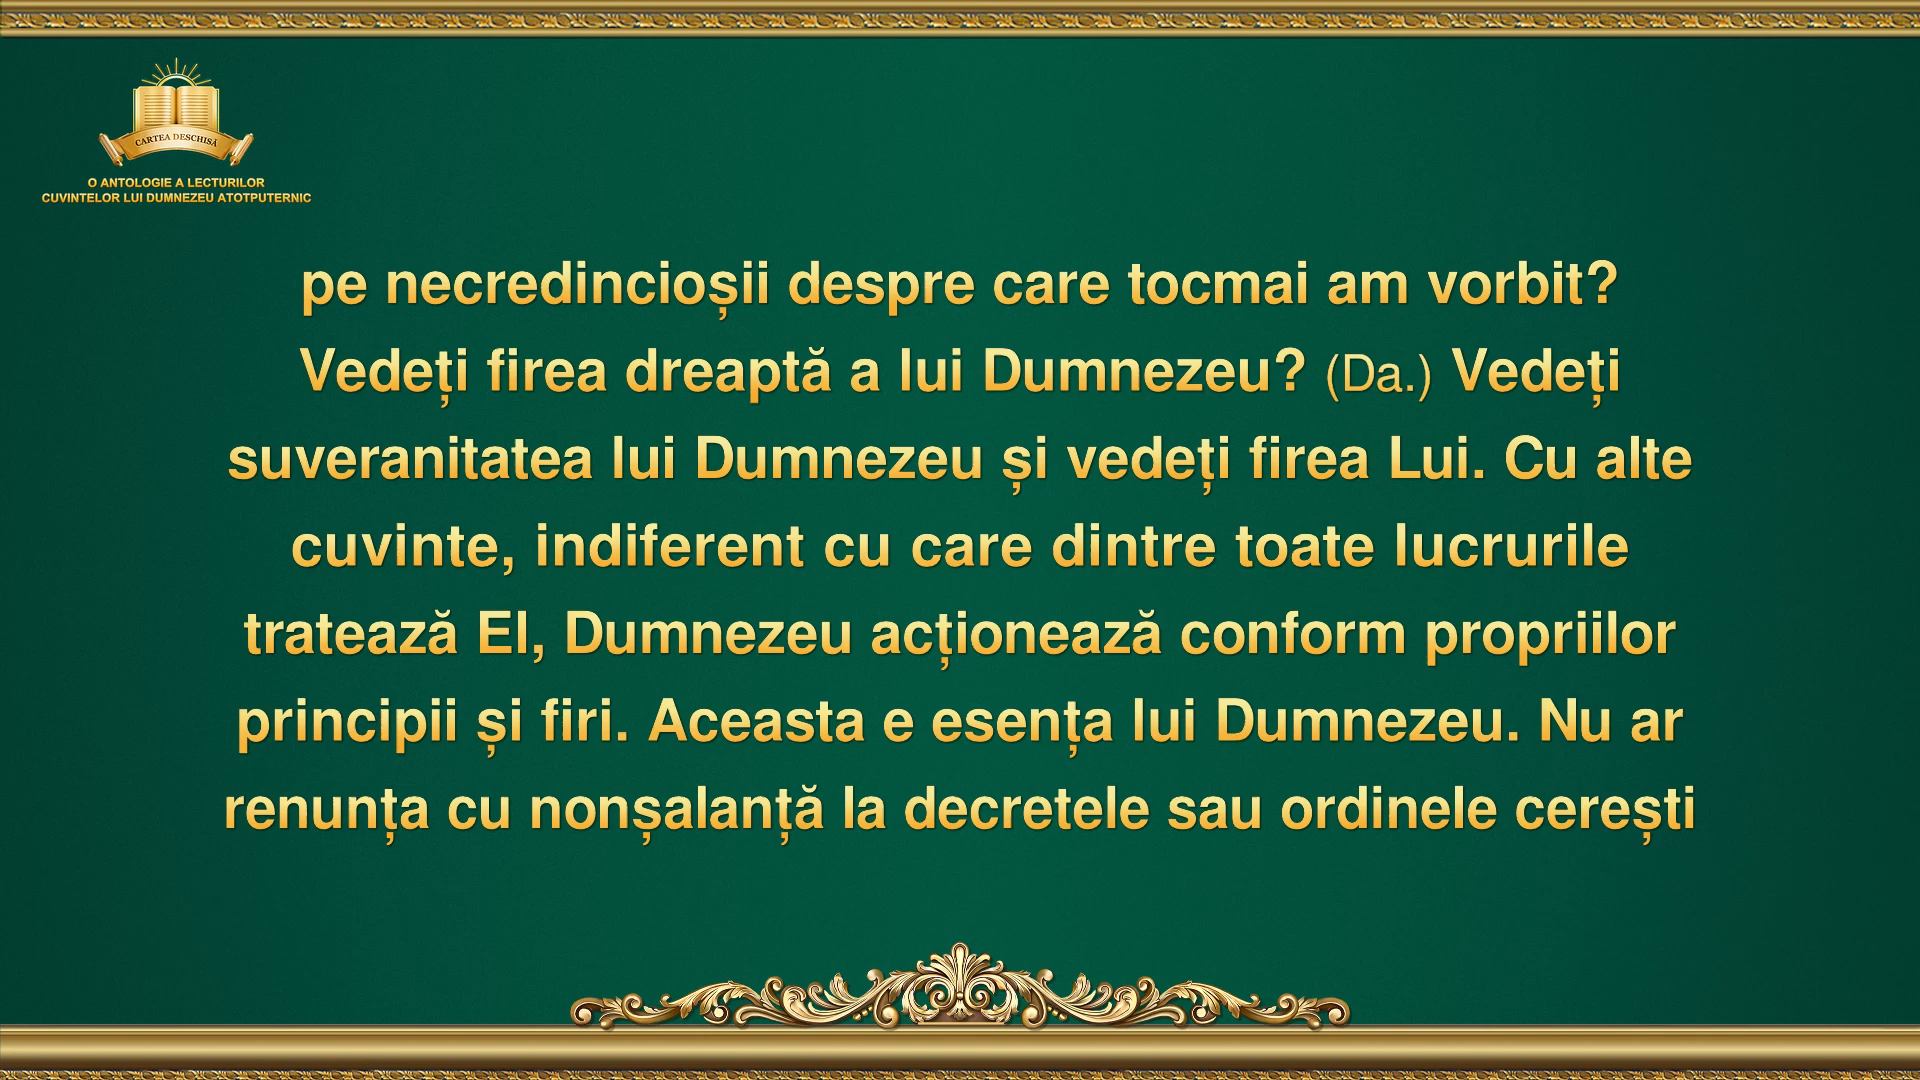 CARTEA DESCHISĂ
O ANTOLOGIE A LECTURILOR
CUVINTELOR LUI DUMNEZEU ATOTPUTERNIC
pe necredincioșii despre care tocmai am vorbit?
Vedeți firea dreaptă a lui Dumnezeu? (Da.) Vedeți
suveranitatea lui Dumnezeu și vedeți firea Lui. Cu alte
cuvinte, indiferent cu care dintre toate lucrurile
tratează El, Dumnezeu acționează conform propriilor
principii și firi. Aceasta e esența lui Dumnezeu. Nu ar
renunța cu nonșalanță la decretele sau ordinele cerești